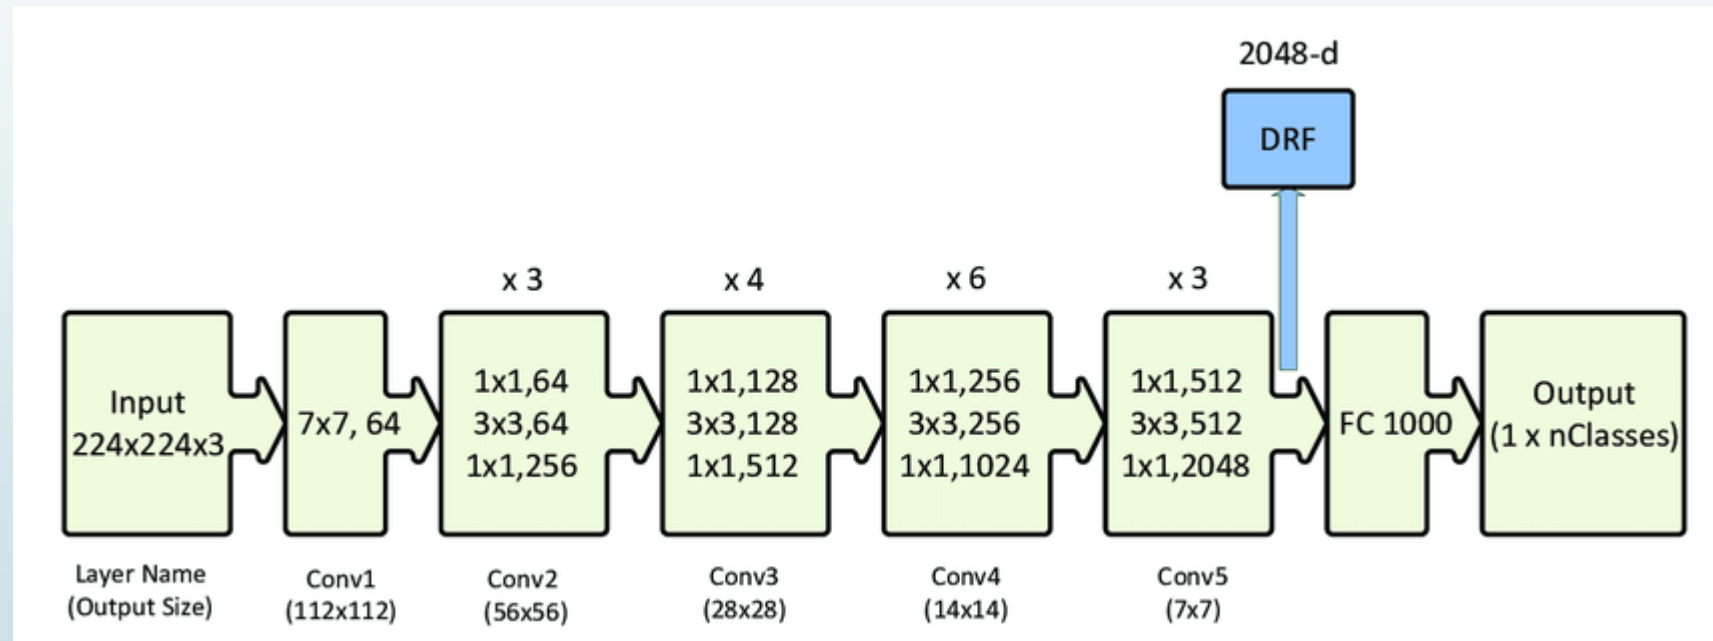 2048-d
DRF
x 3
x 4
x 6
x 3
Input
224x224x3
7x7, 64
1x1,64
3x3,64
1x1,256
1x1,128
3x3,128
1x1,512
1x1,256
3x3,256
1x1,1024
1x1,512
3x3,512
1x1,2048
FC 1000
Output
(1 x nClasses)
Layer Name
(Output Size)
Conv1
(112x112)
Conv2
(56x56)
Conv3
(28x28)
Conv4
(14x14)
Conv5
(7x7)